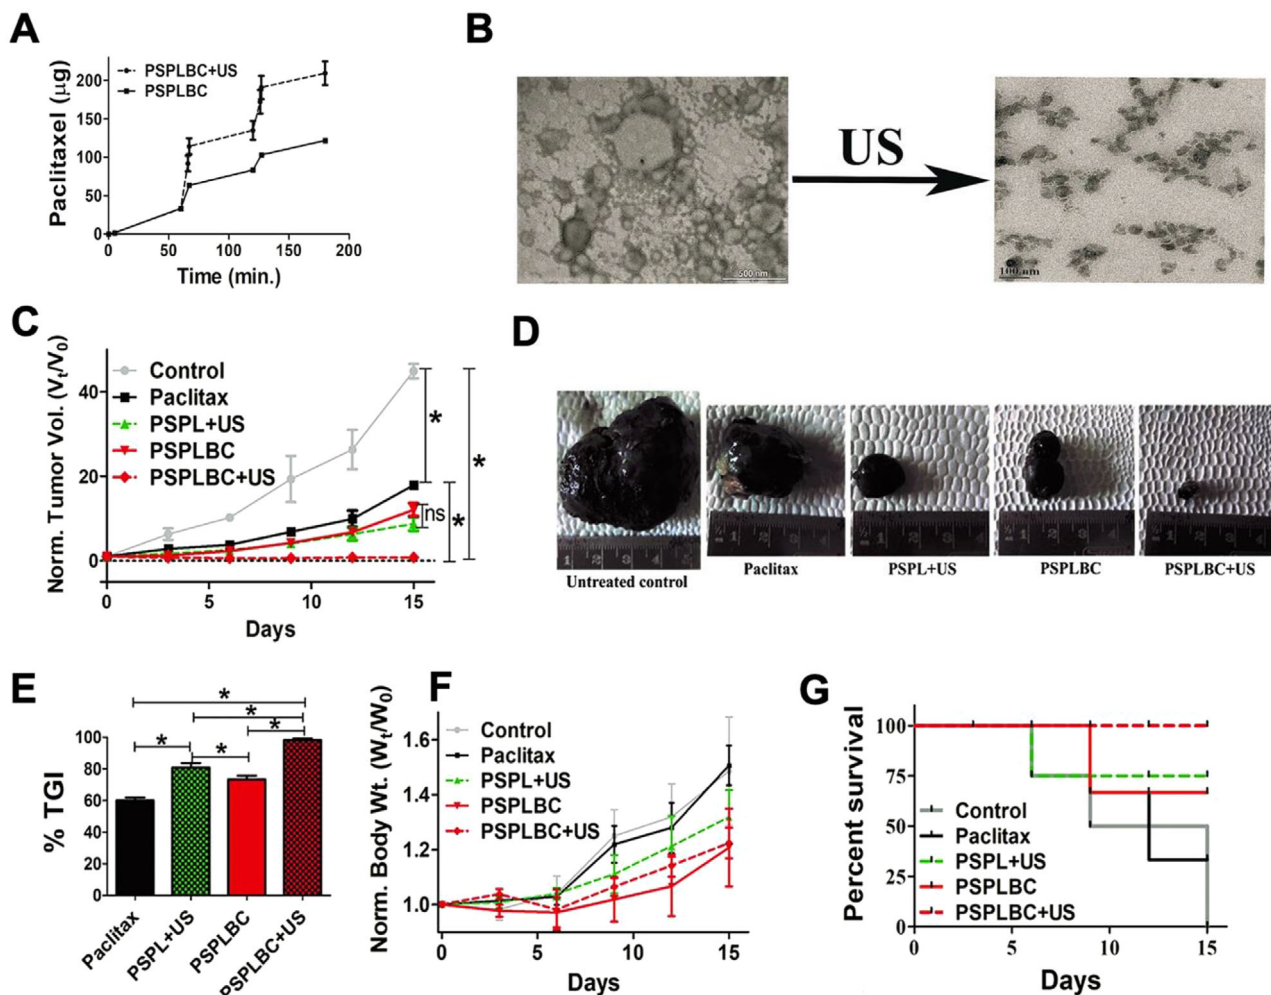 A
PSPLBC+US
PSPLBC
Paclitaxel (µg)
200
150
100
50
0
0 50 100 150 200
Time (min.)
B
500 nm
US
100 nm
C
Norm. Tumor Vol. (Vt/V0)
Control
Paclitax
PSPL+US
PSPLBC
PSPLBC+US
40
20
0
0 5 10 15
Days
*
*
ns
*
D
Untreated control
Paclitax
PSPL+US
PSPLBC
PSPLBC+US
E
% TGI
100
80
60
40
20
0
*
*
*
*
*
Paclitax
PSPL+US
PSPLBC
PSPLBC+US
F
Norm. Body Wt. (Wt/W0)
Control
Paclitax
PSPL+US
PSPLBC
PSPLBC+US
1.6
1.4
1.2
1.0
0 5 10 15
Days
G
Percent survival
100
75
50
25
0
Control
Paclitax
PSPL+US
PSPLBC
PSPLBC+US
0 5 10 15
Days